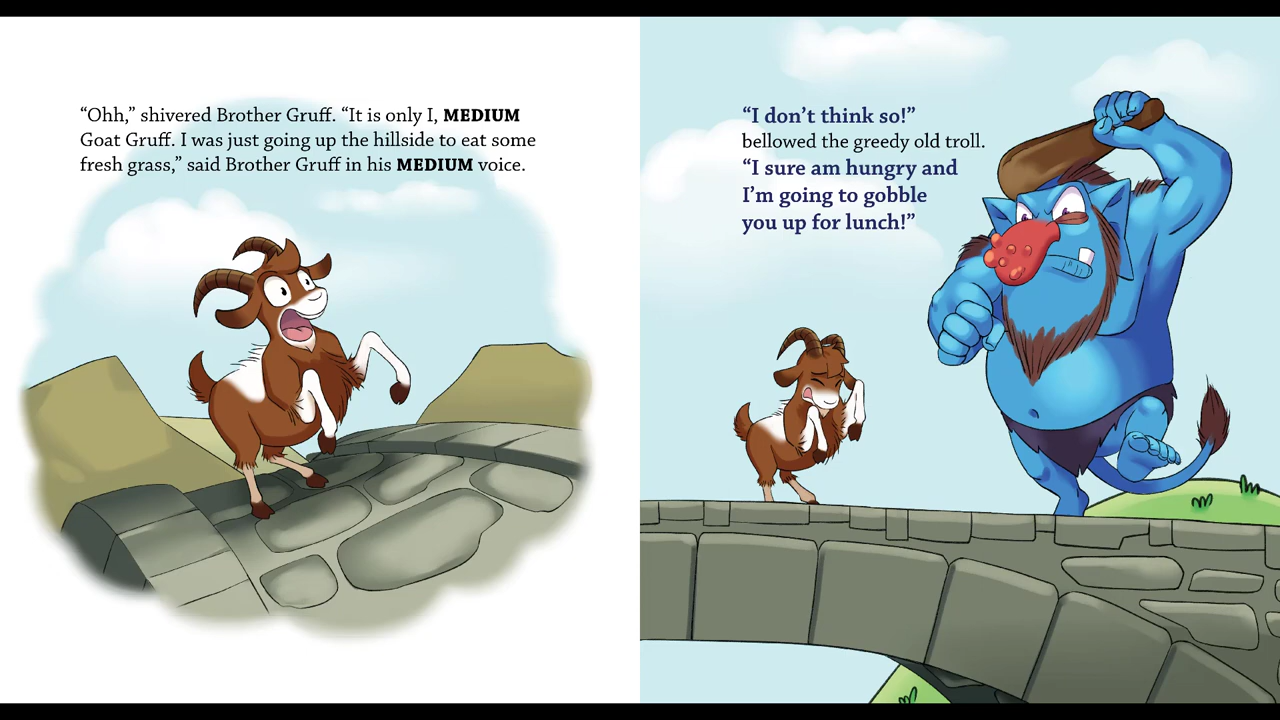 “Ohh,” shivered Brother Gruff. “It is only I, MEDIUM
Goat Gruff. I was just going up the hillside to eat some
fresh grass,” said Brother Gruff in his MEDIUM voice.
“I don’t think so!”
bellowed the greedy old troll.
“I sure am hungry and
I’m going to gobble
you up for lunch!”